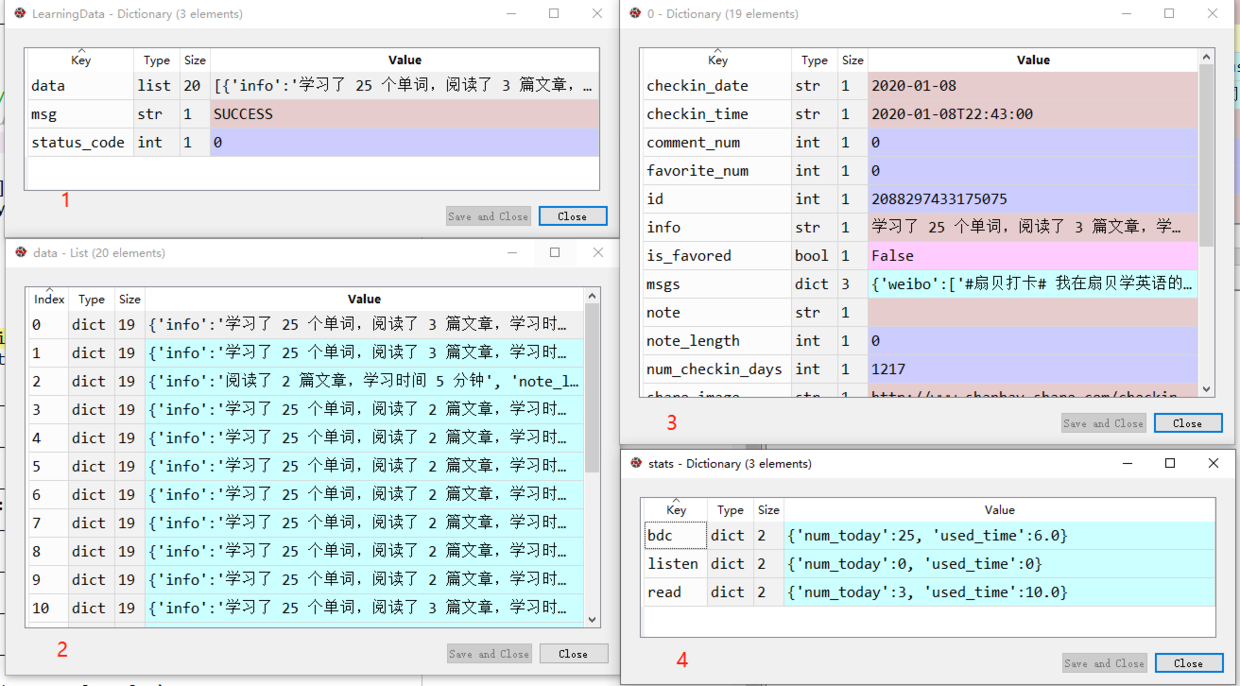 LearningData - Dictionary (3 elements)
Key Type Size Value
data list 20 [{'info':'学习了 25 个单词，阅读了 3 篇文章，…
msg str 1 SUCCESS
status_code int 1 0
1
Save and Close Close
data - List (20 elements)
Index Type Size Value
0 dict 19 {'info':'学习了 25 个单词，阅读了 3 篇文章，学习时…
1 dict 19 {'info':'学习了 25 个单词，阅读了 3 篇文章，学习时…
2 dict 19 {'info':'阅读了 2 篇文章，学习时间 5 分钟', 'note_l…
3 dict 19 {'info':'学习了 25 个单词，阅读了 2 篇文章，学习时…
4 dict 19 {'info':'学习了 25 个单词，阅读了 2 篇文章，学习时…
5 dict 19 {'info':'学习了 25 个单词，阅读了 2 篇文章，学习时…
6 dict 19 {'info':'学习了 25 个单词，阅读了 2 篇文章，学习时…
7 dict 19 {'info':'学习了 25 个单词，阅读了 2 篇文章，学习时…
8 dict 19 {'info':'学习了 25 个单词，阅读了 2 篇文章，学习时…
9 dict 19 {'info':'学习了 25 个单词，阅读了 2 篇文章，学习时…
10 dict 19 {'info':'学习了 25 个单词，阅读了 3 篇文章，学习时…
2
Save and Close Close
0 - Dictionary (19 elements)
Key Type Size Value
checkin_date str 1 2020-01-08
checkin_time str 1 2020-01-08T22:43:00
comment_num int 1 0
favorite_num int 1 0
id int 1 2088297433175075
info str 1 学习了 25 个单词，阅读了 3 篇文章，学…
is_favored bool 1 False
msgs dict 3 {'weibo':['#扇贝打卡# 我在扇贝学英语的…
note str 1
note_length int 1 0
num_checkin_days int 1 1217
3
Save and Close Close
stats - Dictionary (3 elements)
Key Type Size Value
bdc dict 2 {'num_today':25, 'used_time':6.0}
listen dict 2 {'num_today':0, 'used_time':0}
read dict 2 {'num_today':3, 'used_time':10.0}
4
Save and Close Close